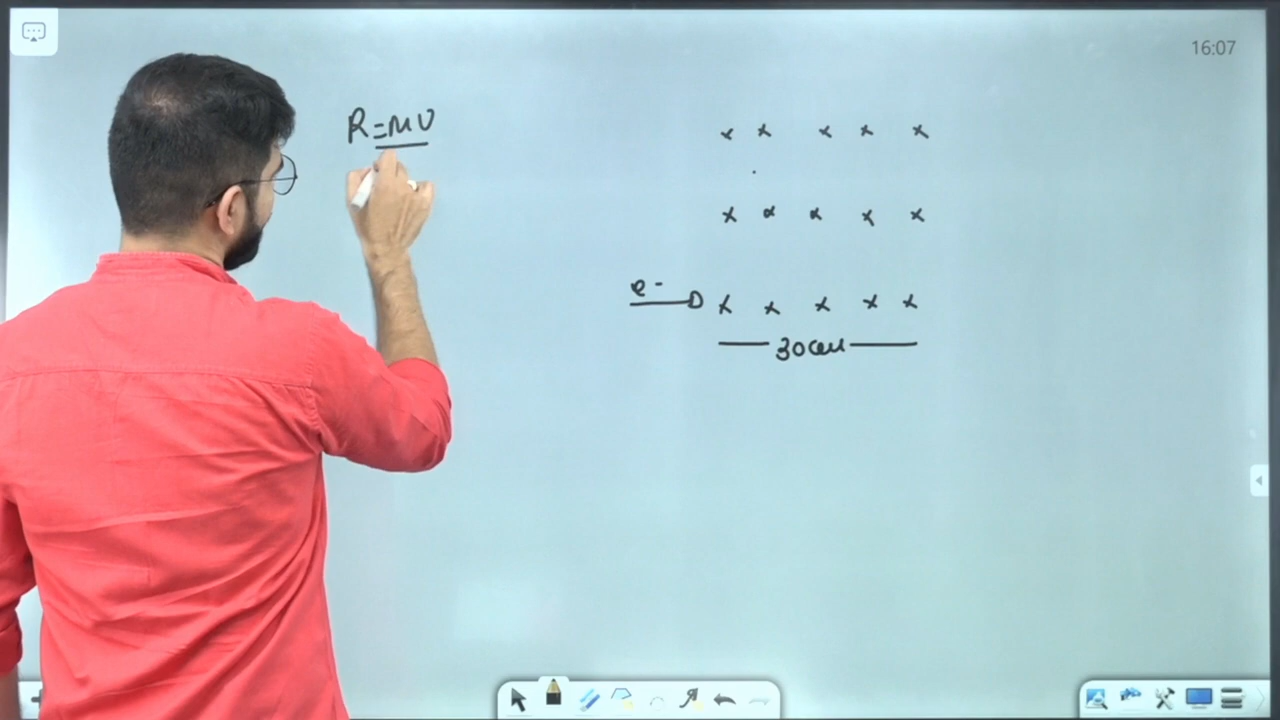 16:07
R = MV
x x x x x
x x x x x
e- x x x x x
30cm